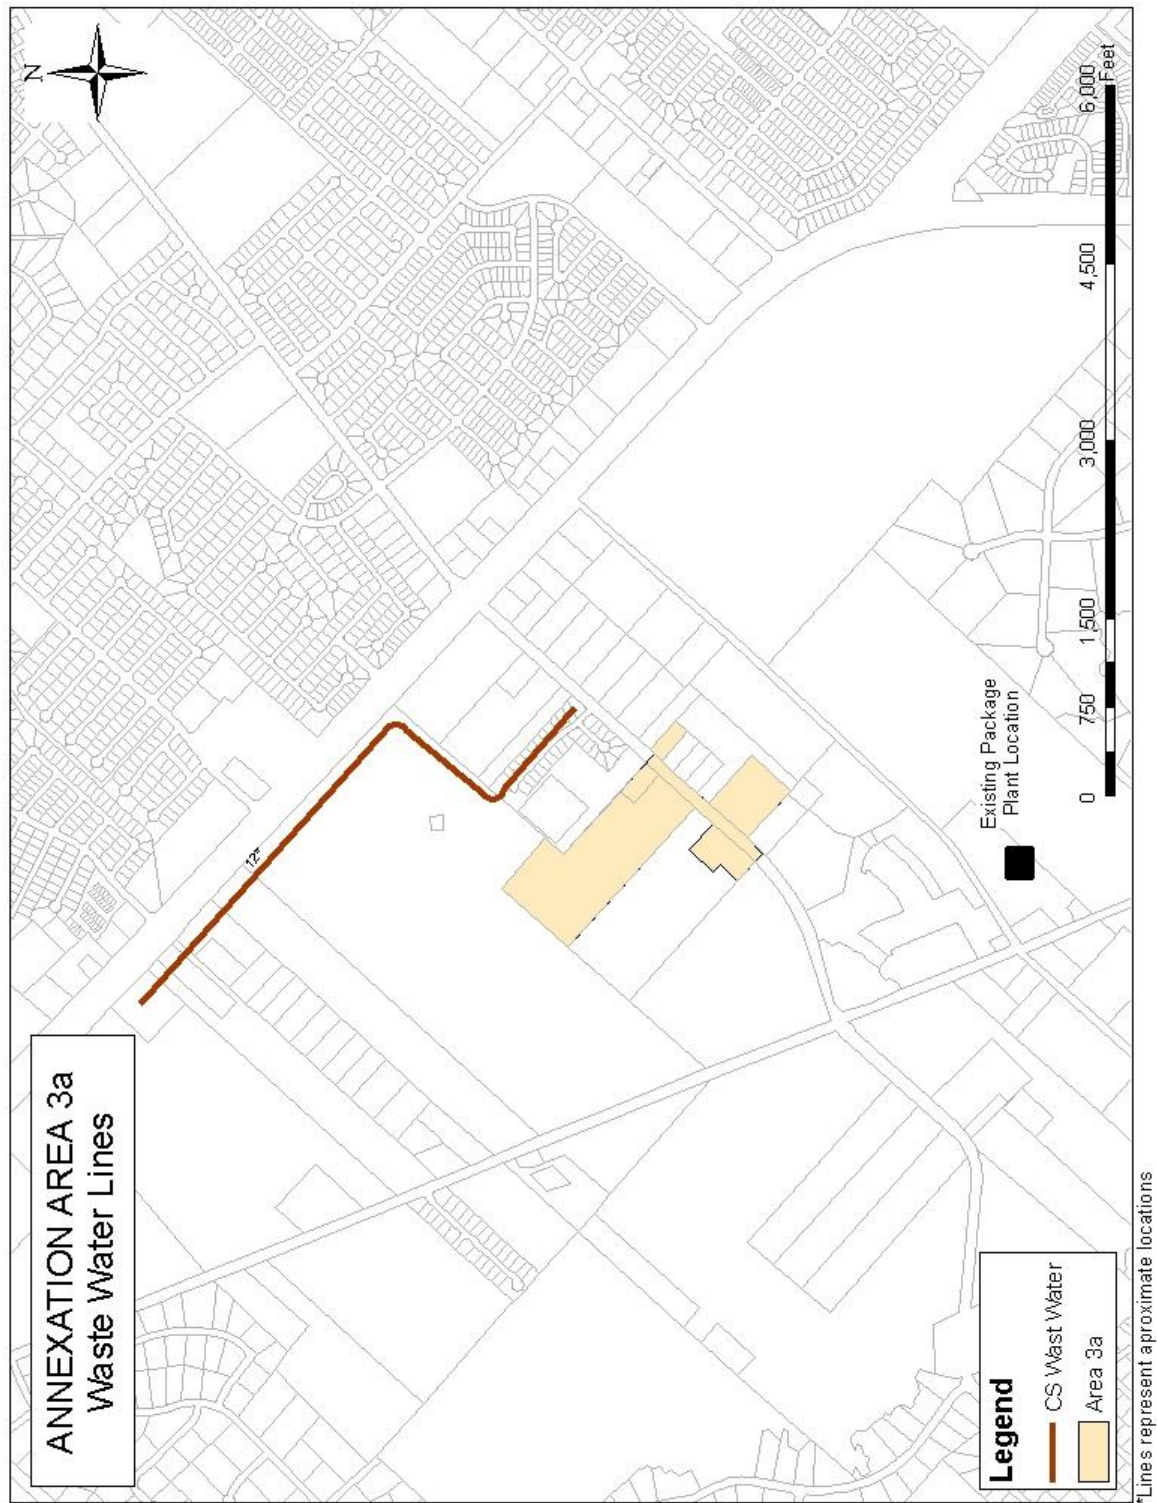 ANNEXATION AREA 3a
Waste Water Lines
N
12"
Existing Package
Plant Location
0 750 1,500 3,000 4,500 6,000
Feet
Legend
CS Wast Water
Area 3a
*Lines represent aproximate locations